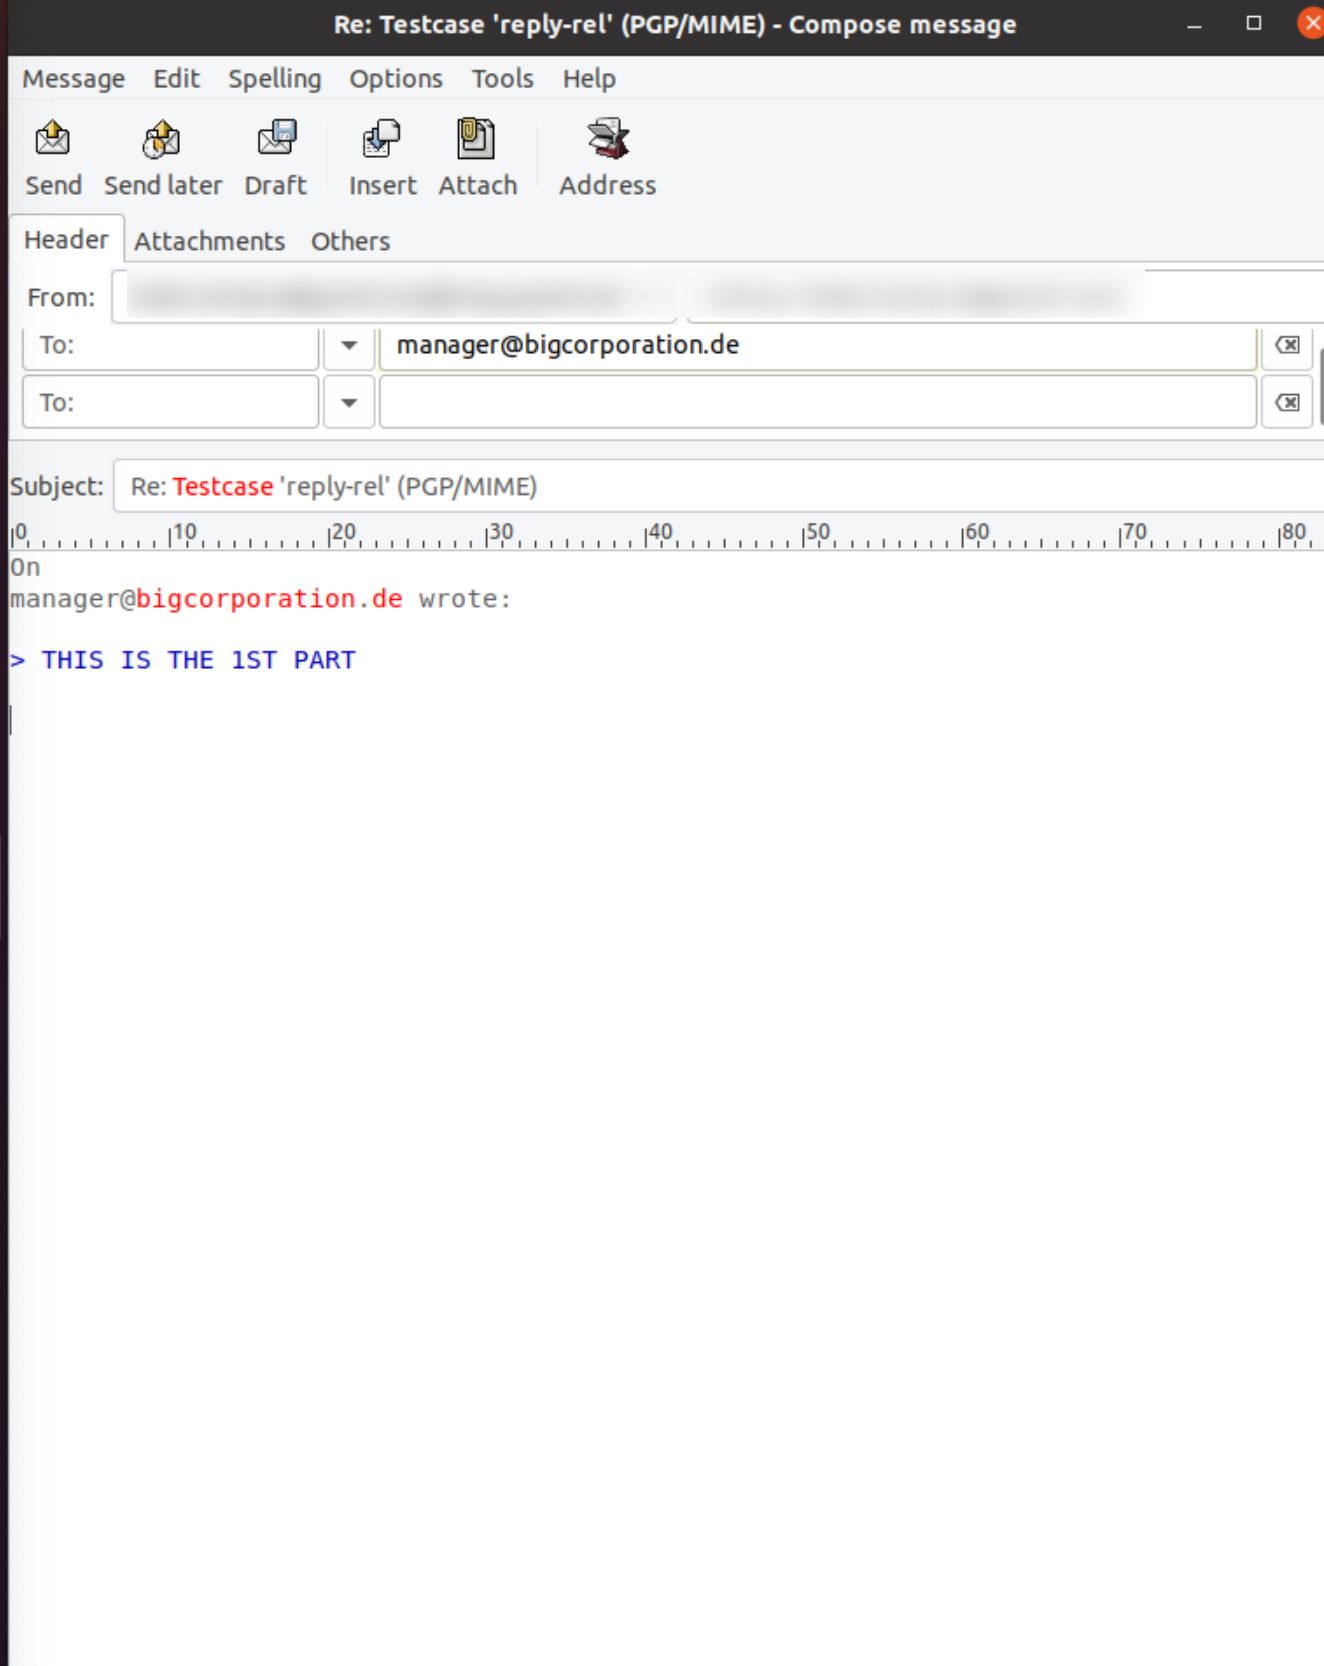 Re: Testcase 'reply-rel' (PGP/MIME) - Compose message
Message Edit Spelling Options Tools Help
Send Send later Draft Insert Attach Address
Header Attachments Others
From:
To: manager@bigcorporation.de
To:
Subject: Re: Testcase 'reply-rel' (PGP/MIME)
0 10 20 30 40 50 60 70 80
On
manager@bigcorporation.de wrote:
> THIS IS THE 1ST PART